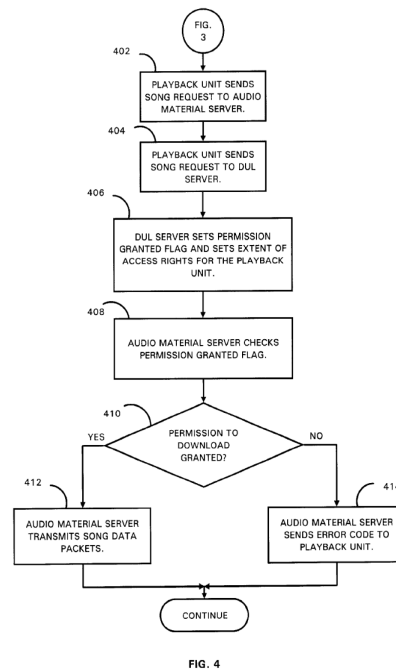 FIG.
3
402
PLAYBACK UNIT SENDS
SONG REQUEST TO AUDIO
MATERIAL SERVER.
404
PLAYBACK UNIT SENDS
SONG REQUEST TO DUL
SERVER.
406
DUL SERVER SETS PERMISSION
GRANTED FLAG AND SETS EXTENT OF
ACCESS RIGHTS FOR THE PLAYBACK
UNIT.
408
AUDIO MATERIAL SERVER CHECKS
PERMISSION GRANTED FLAG.
410
PERMISSION TO
DOWNLOAD
GRANTED?
YES
NO
412
AUDIO MATERIAL SERVER
TRANSMITS SONG DATA
PACKETS.
414
AUDIO MATERIAL SERVER
SENDS ERROR CODE TO
PLAYBACK UNIT.
CONTINUE
FIG. 4